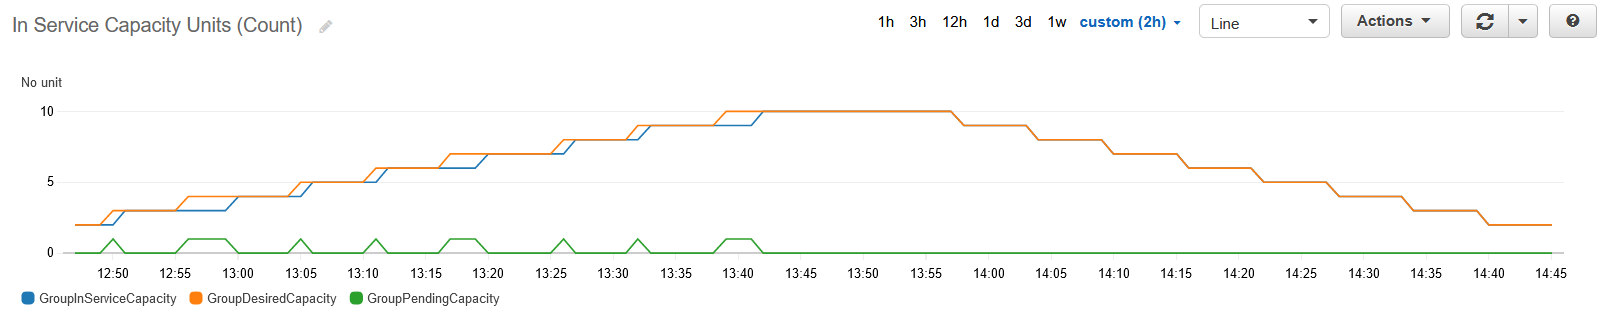 In Service Capacity Units (Count)
1h 3h 12h 1d 3d 1w custom (2h)
Line
Actions
?
No unit
10
5
0
12:50 12:55 13:00 13:05 13:10 13:15 13:20 13:25 13:30 13:35 13:40 13:45 13:50 13:55 14:00 14:05 14:10 14:15 14:20 14:25 14:30 14:35 14:40 14:45
GroupInServiceCapacity GroupDesiredCapacity GroupPendingCapacity